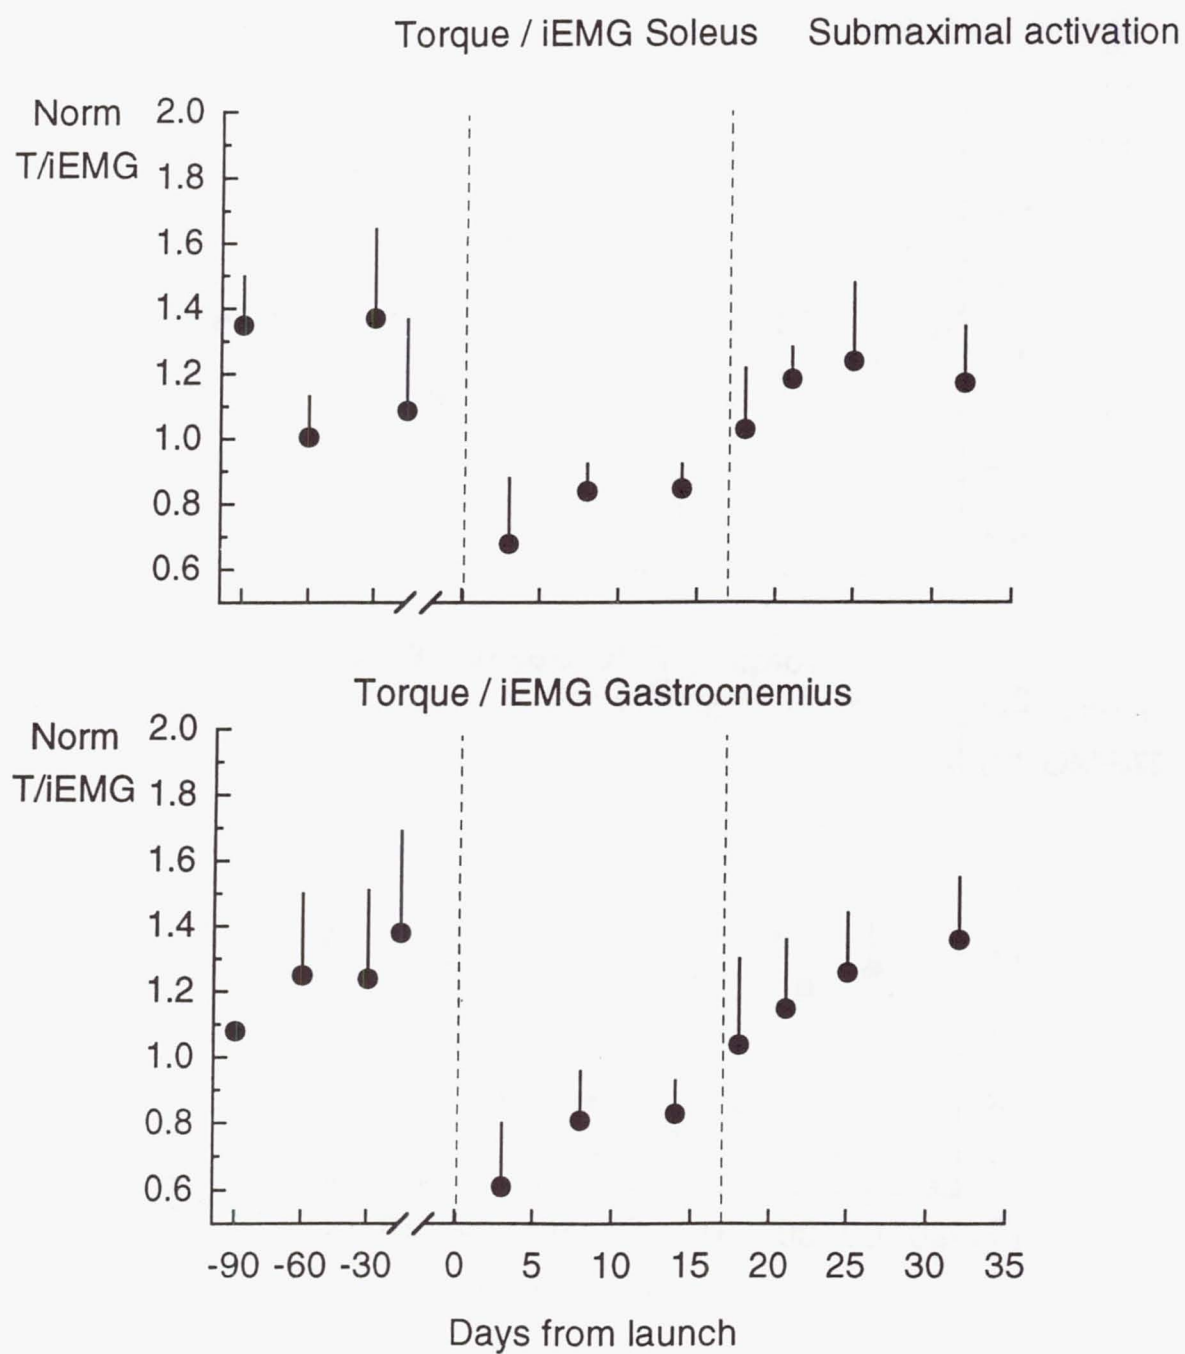 Torque / iEMG Soleus Submaximal activation
Norm 2.0
T/iEMG 1.8
1.6
1.4
1.2
1.0
0.8
0.6
Torque / iEMG Gastrocnemius
Norm 2.0
T/iEMG 1.8
1.6
1.4
1.2
1.0
0.8
0.6
-90 -60 -30 0 5 10 15 20 25 30 35
Days from launch